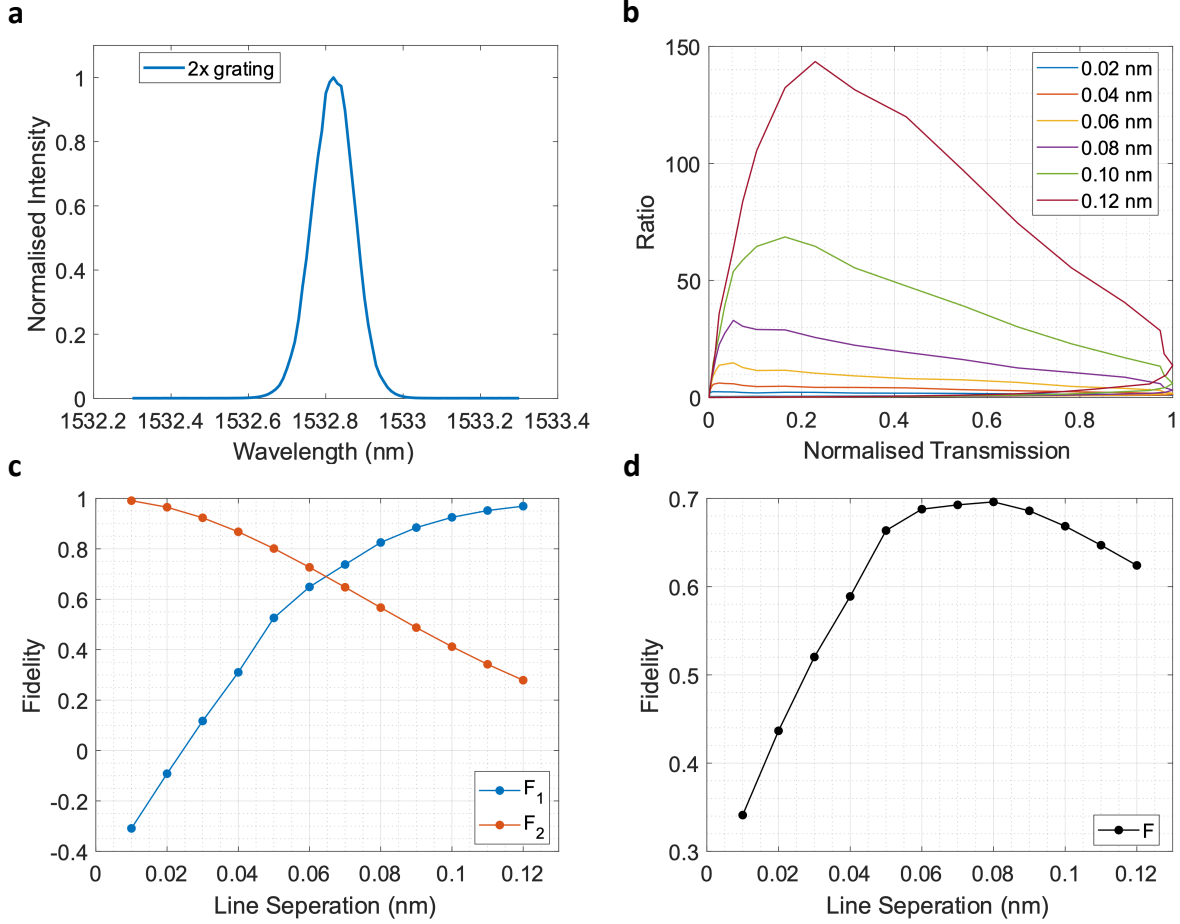 a
2x grating
Normalised Intensity
1
0.8
0.6
0.4
0.2
0
1532.2
1532.4
1532.6
1532.8
1533
1533.2
1533.4
Wavelength (nm)
b
150
100
50
0
Ratio
0.02 nm
0.04 nm
0.06 nm
0.08 nm
0.10 nm
0.12 nm
0
0.2
0.4
0.6
0.8
1
Normalised Transmission
c
1
0.8
0.6
0.4
0.2
0
-0.2
-0.4
Fidelity
F1
F2
0
0.02
0.04
0.06
0.08
0.1
0.12
Line Seperation (nm)
d
0.7
0.6
0.5
0.4
0.3
Fidelity
F
0
0.02
0.04
0.06
0.08
0.1
0.12
Line Seperation (nm)